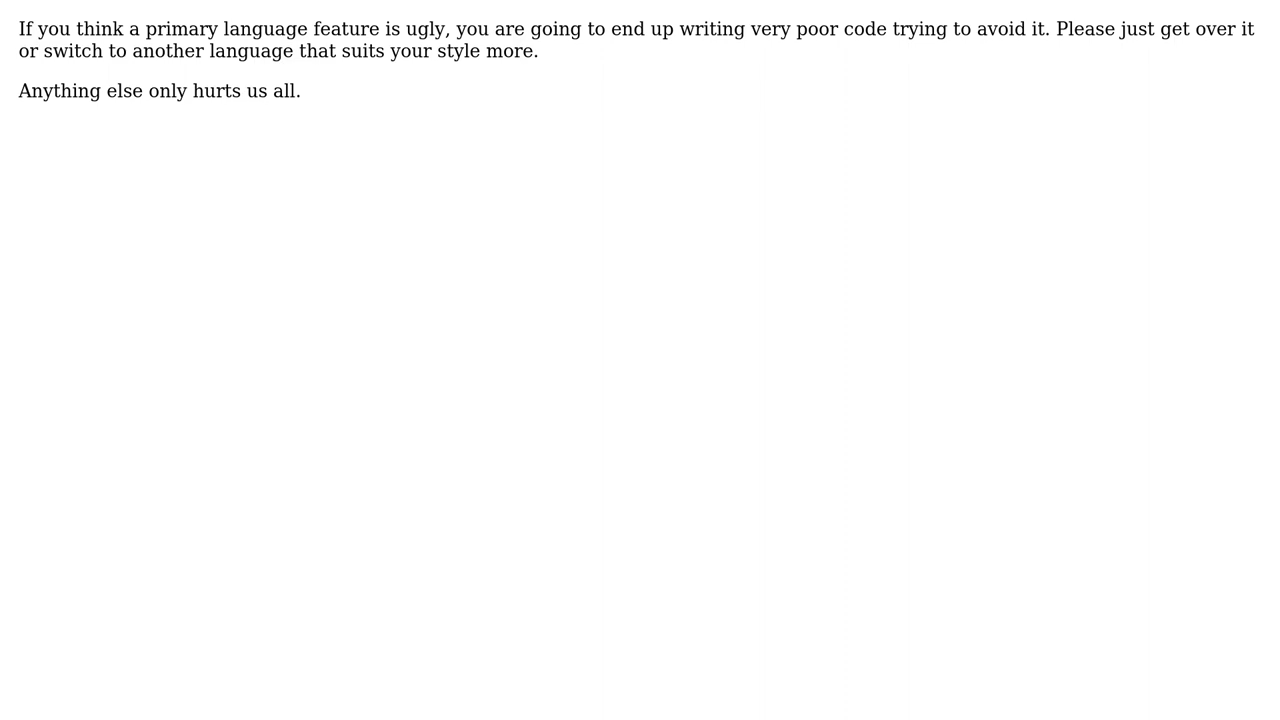 If you think a primary language feature is ugly, you are going to end up writing very poor code trying to avoid it. Please just get over it
or switch to another language that suits your style more.
Anything else only hurts us all.